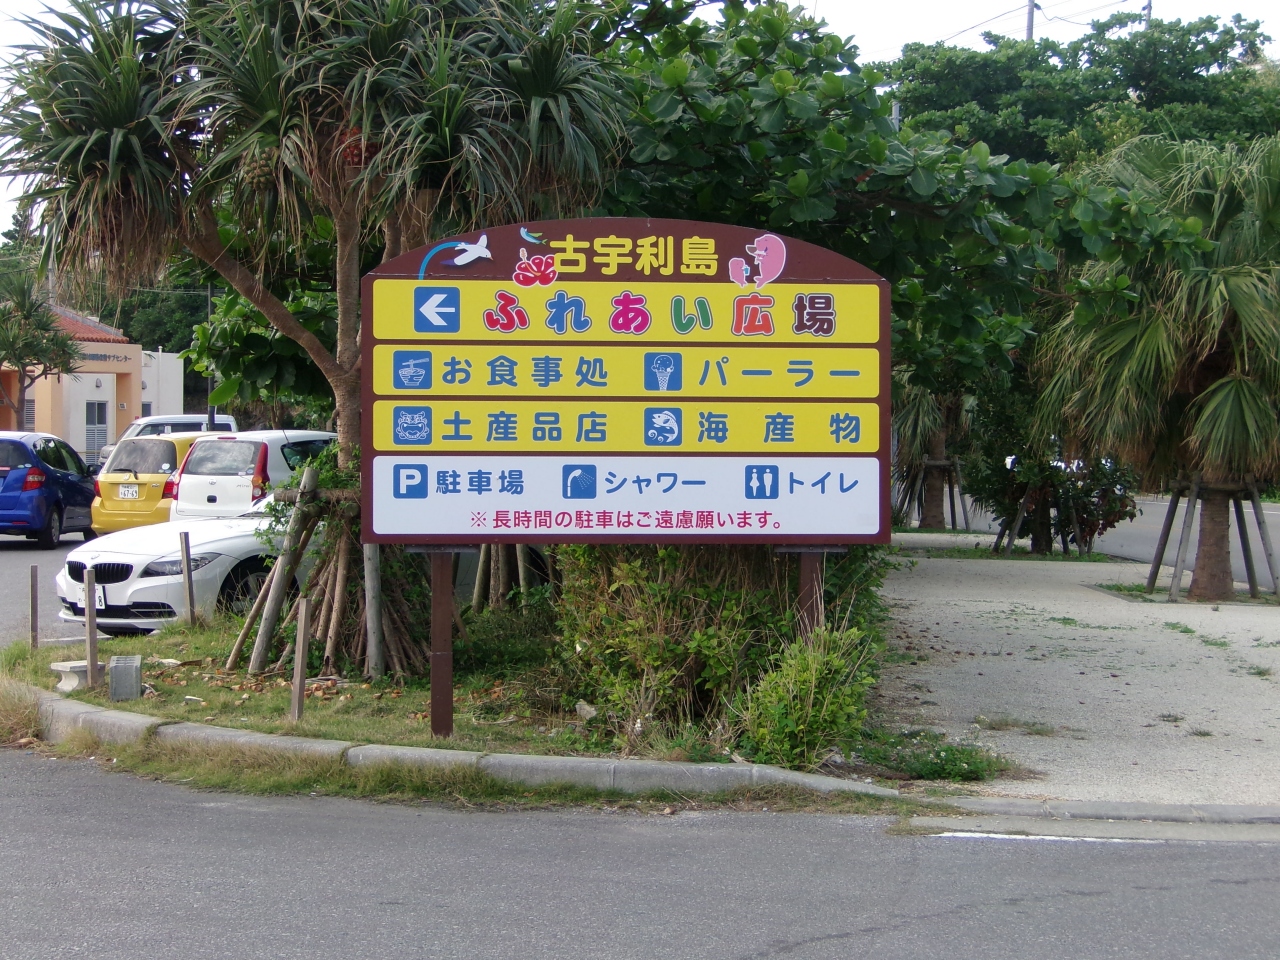 古宇利島
ふれあい広場
お食事処 パーラー
土産品店 海産物
P 駐車場 シャワー トイレ
※長時間の駐車はご遠慮願います。